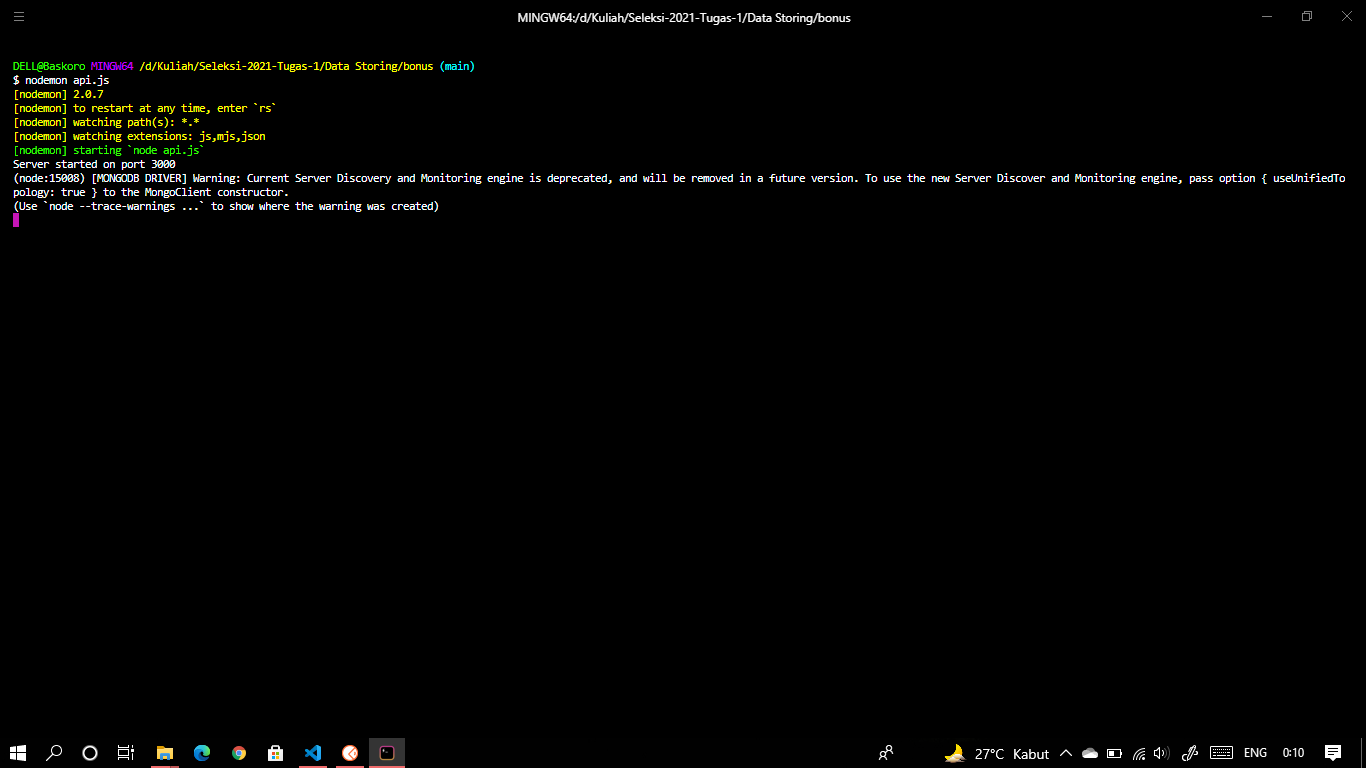 MINGW64:/d/Kuliah/Seleksi-2021-Tugas-1/Data Storing/bonus
DELL@Baskoro MINGW64 /d/Kuliah/Seleksi-2021-Tugas-1/Data Storing/bonus (main)
$ nodemon api.js
[nodemon] 2.0.7
[nodemon] to restart at any time, enter `rs`
[nodemon] watching path(s): *.*
[nodemon] watching extensions: js,mjs,json
[nodemon] starting `node api.js`
Server started on port 3000
(node:15008) [MONGODB DRIVER] Warning: Current Server Discovery and Monitoring engine is deprecated, and will be removed in a future version. To use the new Server Discover and Monitoring engine, pass option { useUnifiedTo
pology: true } to the MongoClient constructor.
(Use `node --trace-warnings ...` to show where the warning was created)
27°C Kabut ENG 0:10